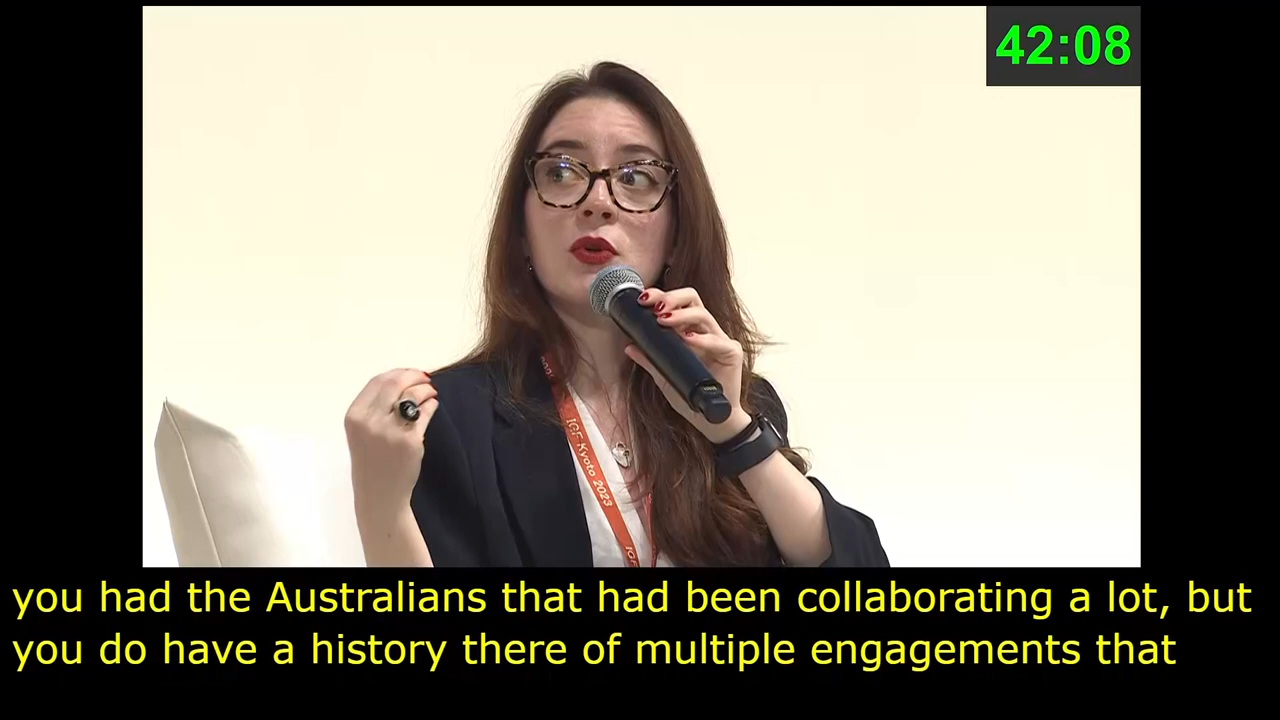 42:08
IGF Kyoto 2023
IGF
you had the Australians that had been collaborating a lot, but
you do have a history there of multiple engagements that